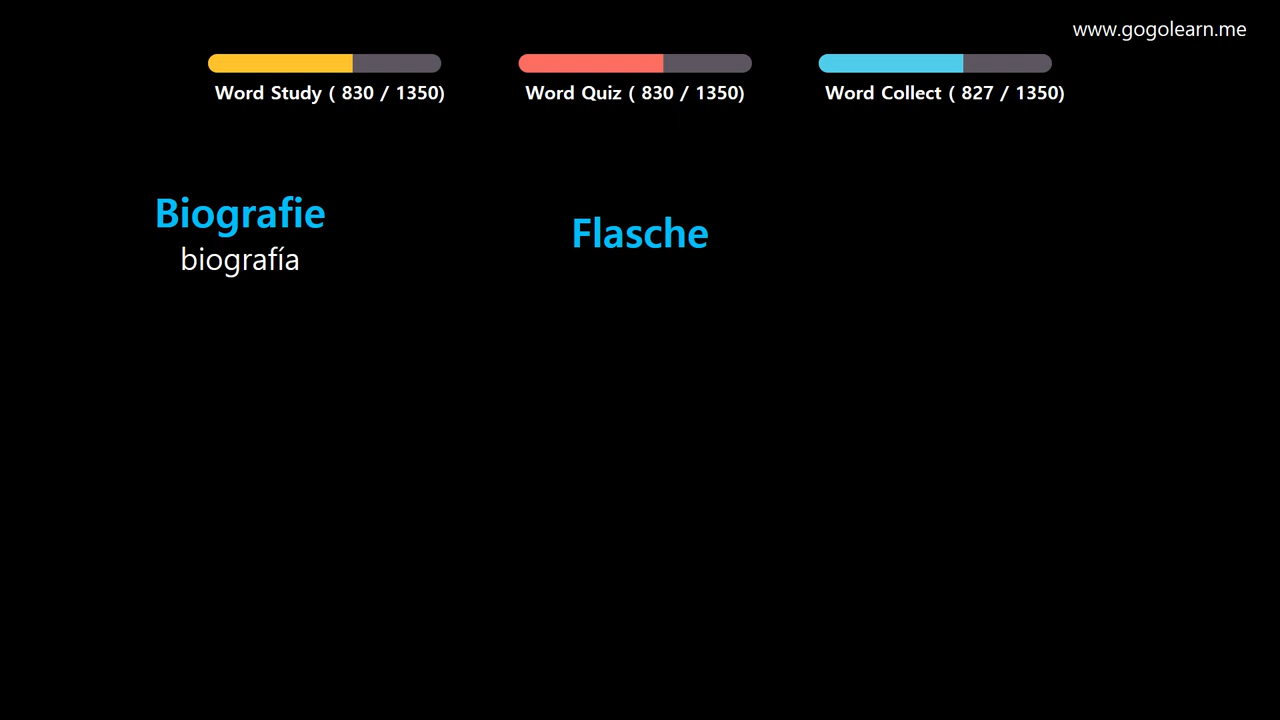 www.gogolearn.me
Word Study ( 830 / 1350)
Word Quiz ( 830 / 1350)
Word Collect ( 827 / 1350)
Biografie
biografía
Flasche